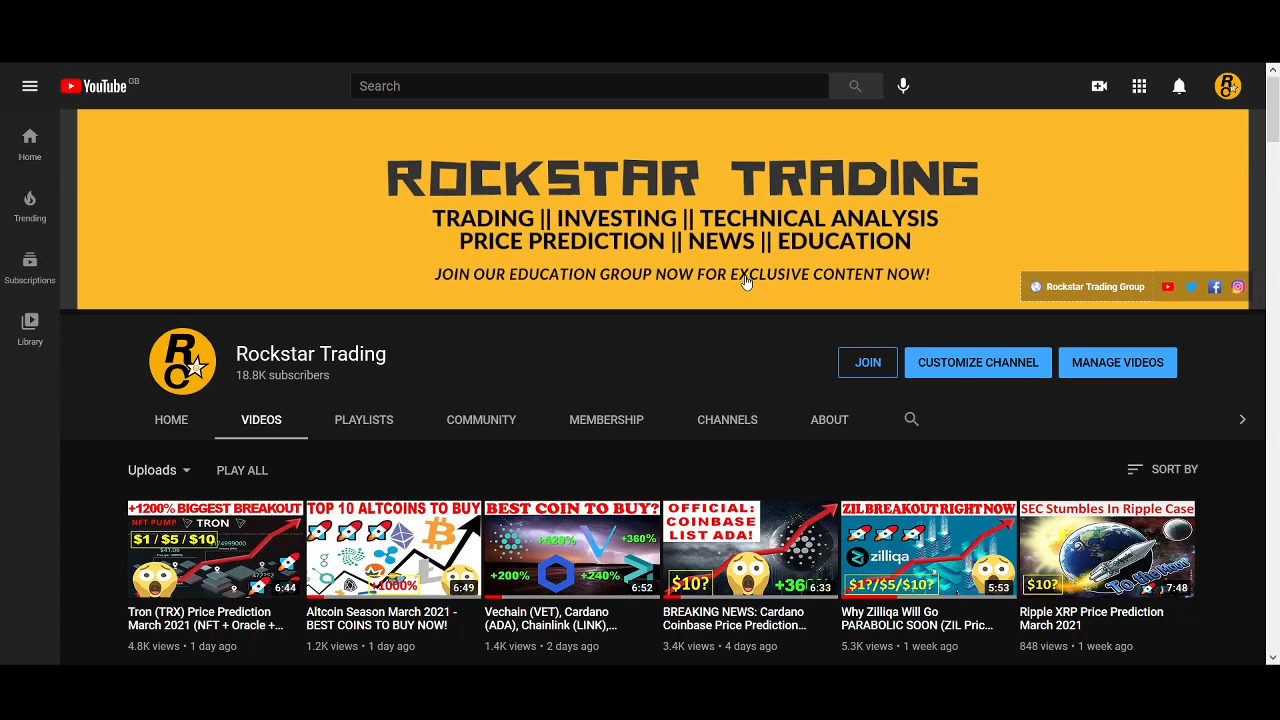 YouTube GB
Search
Home
Trending
Subscriptions
Library
ROCKSTAR TRADING
TRADING || INVESTING || TECHNICAL ANALYSIS
PRICE PREDICTION || NEWS || EDUCATION
JOIN OUR EDUCATION GROUP NOW FOR EXCLUSIVE CONTENT NOW!
Rockstar Trading Group
Rockstar Trading
18.8K subscribers
JOIN
CUSTOMIZE CHANNEL
MANAGE VIDEOS
HOME
VIDEOS
PLAYLISTS
COMMUNITY
MEMBERSHIP
CHANNELS
ABOUT
Uploads
PLAY ALL
SORT BY
+1200% BIGGEST BREAKOUT
NFT PUMP
TRON
$1 / $5 / $10
6:44
Tron (TRX) Price Prediction
March 2021 (NFT + Oracle +...
4.8K views • 1 day ago
TOP 10 ALTCOINS TO BUY
+1000%
6:49
Altcoin Season March 2021 -
BEST COINS TO BUY NOW!
1.2K views • 1 day ago
BEST COIN TO BUY?
+420%
+360%
+200%
+240%
6:52
Vechain (VET), Cardano
(ADA), Chainlink (LINK),...
1.4K views • 2 days ago
OFFICIAL:
COINBASE
LIST ADA!
$10?
6:33
BREAKING NEWS: Cardano
Coinbase Price Prediction...
3.4K views • 4 days ago
ZIL BREAKOUT RIGHT NOW
zilliqa
$1?/$5/$10?
5:53
Why Zilliqa Will Go
PARABOLIC SOON (ZIL Pric...
5.3K views • 1 week ago
SEC Stumbles In Ripple Case
$10?
7:48
Ripple XRP Price Prediction
March 2021
848 views • 1 week ago